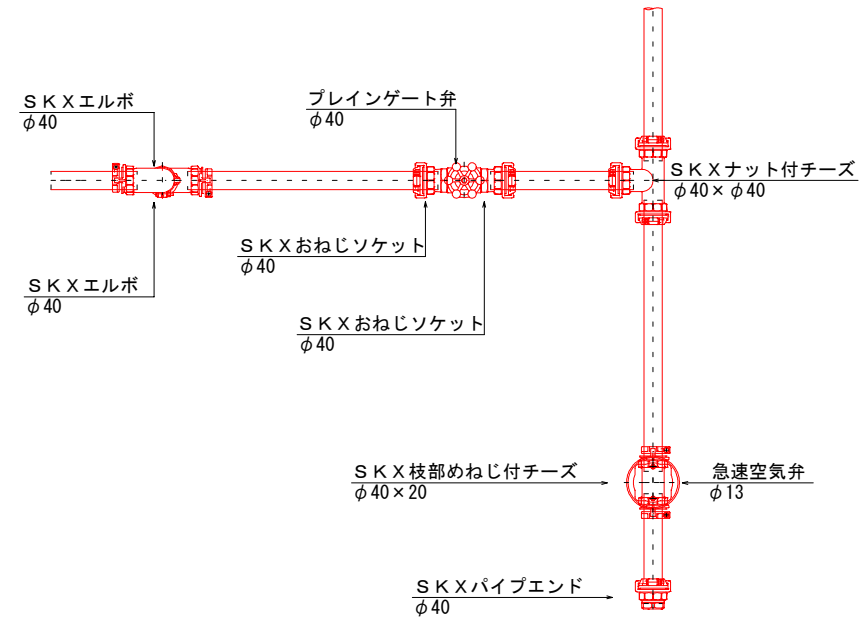 SKXエルボ
φ40
プレインゲート弁
φ40
SKXナット付チーズ
φ40×φ40
SKXおねじソケット
φ40
SKXエルボ
φ40
SKXおねじソケット
φ40
SKX枝部めねじ付チーズ
φ40×20
急速空気弁
φ13
SKXパイプエンド
φ40